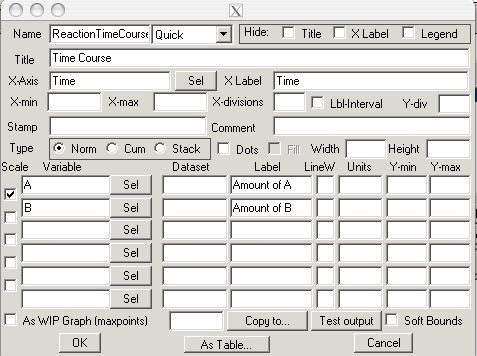 X
Name ReactionTimeCourse Quick Hide: Title X Label Legend
Title Time Course
X-Axis Time Sel X Label Time
X-min X-max X-divisions Lbl-Interval Y-div
Stamp Comment
Type Norm Cum Stack Dots Fill Width Height
Scale Variable Dataset Label LineW Units Y-min Y-max
A Sel Amount of A
B Sel Amount of B
Sel
Sel
Sel
Sel
As WIP Graph (maxpoints) Copy to... Test output Soft Bounds
OK As Table... Cancel